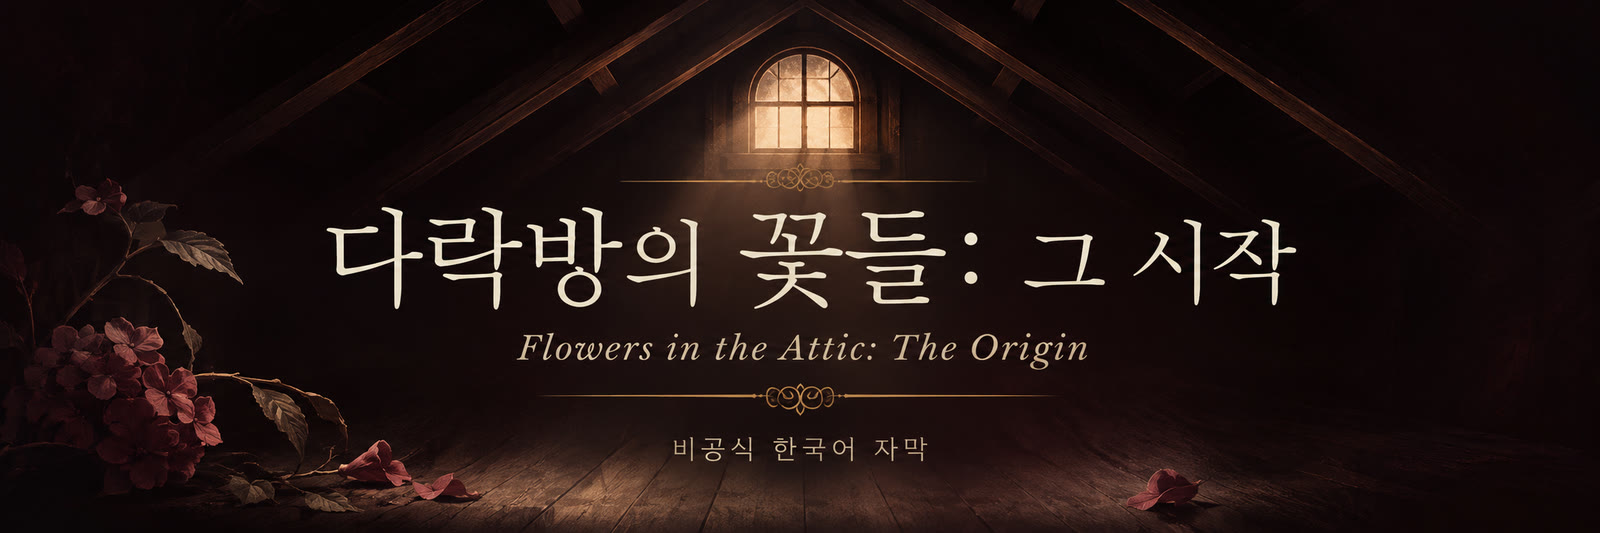 다락방의 꽃들: 그 시작
Flowers in the Attic: The Origin
비공식 한국어 자막